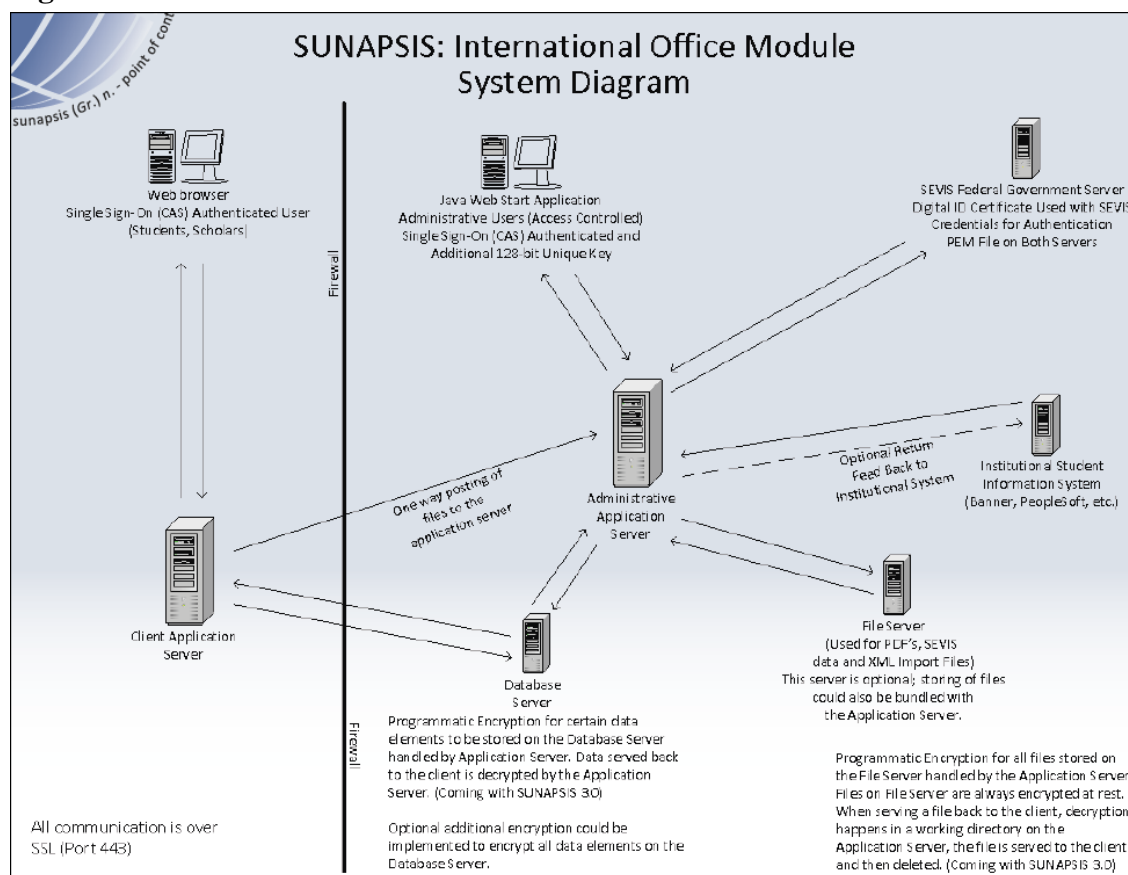 sunapsis (Gr.) n. - point of cont
SUNAPSIS: International Office Module
System Diagram
Web browser
Single Sign-On (CAS) Authenticated User
(Students, Scholars)
Firewall
Java Web Start Application
Administrative Users (Access Controlled)
Single Sign-On (CAS) Authenticated and
Additional 128-bit Unique Key
SEVIS Federal Government Server
Digital ID Certificate Used with SEVIS
Credentials for Authentication
PEM File on Both Servers
One way posting of
files to the
application server
Administrative
Application
Server
Optional Return
Feed Back to
Institutional System
Institutional Student
Information System
(Banner, PeopleSoft, etc.)
Client Application
Server
Database
Server
File Server
(Used for PDF's, SEVIS
data and XML Import Files)
This server is optional; storing of files
could also be bundled with
the Application Server.
Firewall
Programmatic Encryption for certain data
elements to be stored on the Database Server
handled by Application Server. Data served back
to the client is decrypted by the Application
Server. (Coming with SUNAPSIS 3.0)
Optional additional encryption could be
implemented to encrypt all data elements on the
Database Server.
Programmatic Encryption for all files stored on
the File Server handled by the Application Server
Files on File Server are always encrypted at rest.
When serving a file back to the client, decryption
happens in a working directory on the
Application Server, the file is served to the client
and then deleted. (Coming with SUNAPSIS 3.0)
All communication is over
SSL (Port 443)